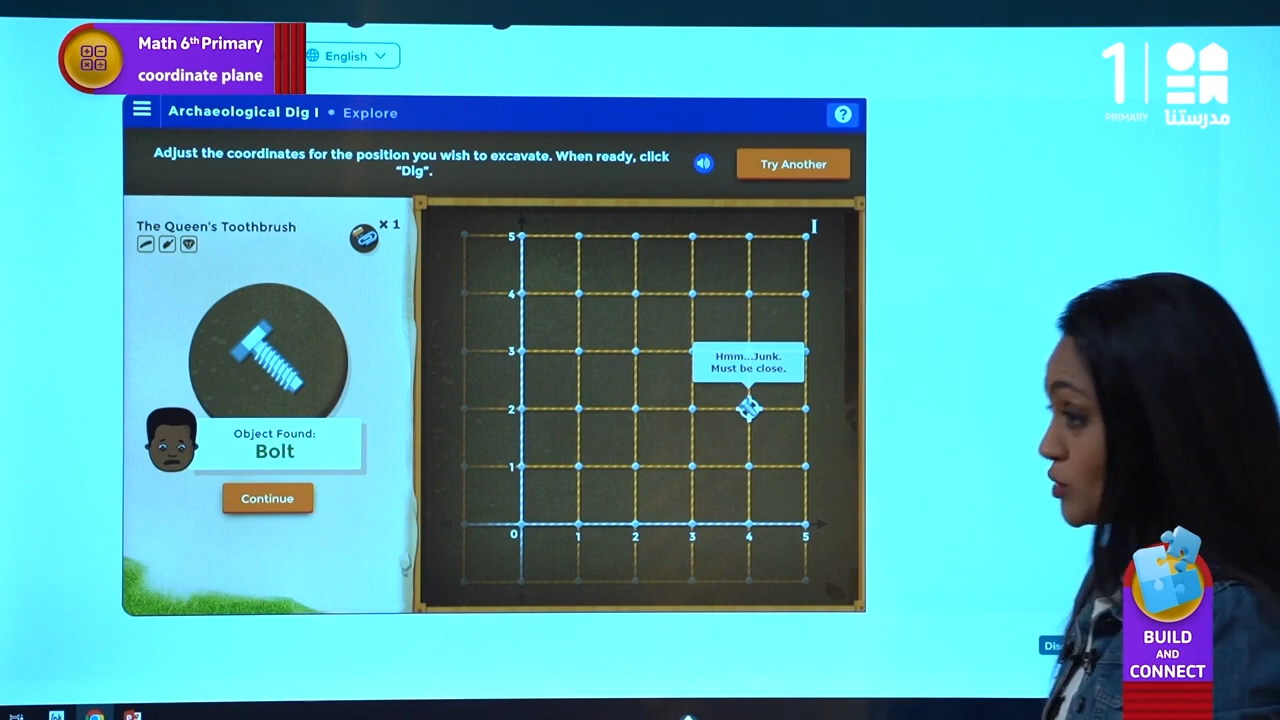 Math 6th Primary
coordinate plane
English
1
PRIMARY
مدرستنا
Archaeological Dig I • Explore
?
Adjust the coordinates for the position you wish to excavate. When ready, click
"Dig".
Try Another
The Queen's Toothbrush
× 1
I
5
4
3
2
1
0
1
2
3
4
5
Hmm...Junk.
Must be close.
Object Found:
Bolt
Continue
BUILD
AND
CONNECT